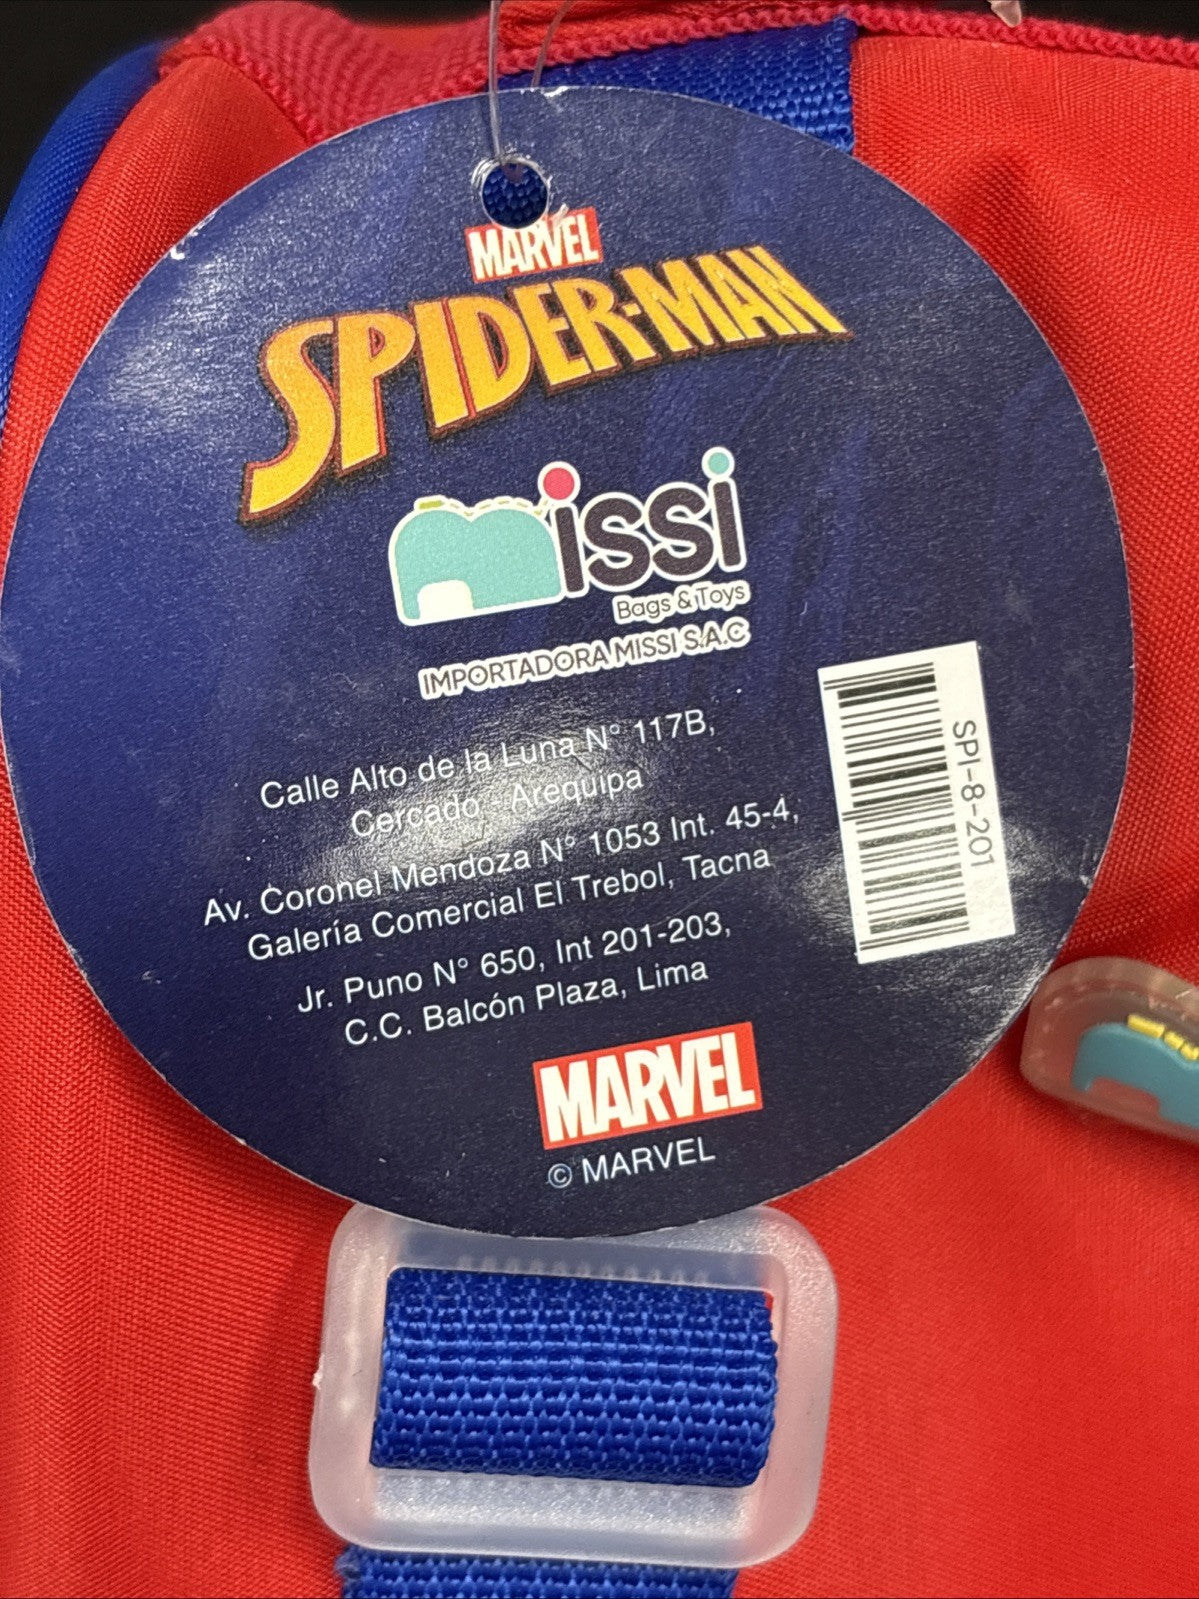 MARVEL
SPIDER-MAN
missi
Bags & Toys
IMPORTADORA MISSI S.A.C
Calle Alto de la Luna N° 117B,
Cercado - Arequipa
Av. Coronel Mendoza N° 1053 Int. 45-4,
Galería Comercial El Trebol, Tacna
Jr. Puno N° 650, Int 201-203,
C.C. Balcón Plaza, Lima
SPI-8-201
MARVEL
© MARVEL